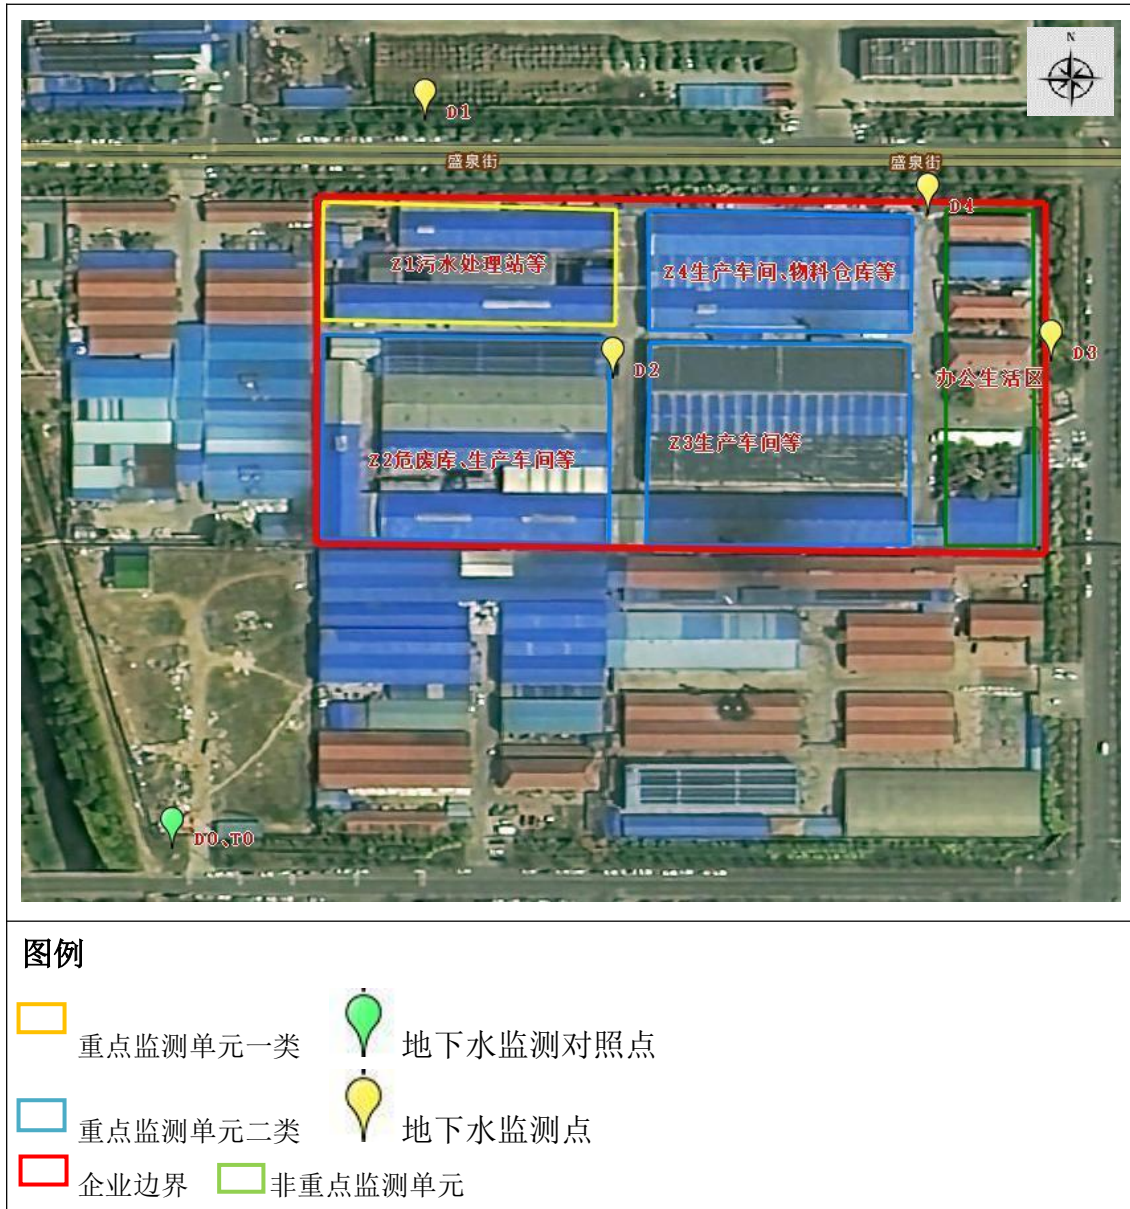 N
D1
盛泉街
盛泉街
D4
Z1污水处理站等
Z4生产车间、物料仓库等
D3
D2
办公生活区
Z3生产车间等
Z2危废库、生产车间等
D0、T0
图例
重点监测单元一类
地下水监测对照点
重点监测单元二类
地下水监测点
企业边界
非重点监测单元